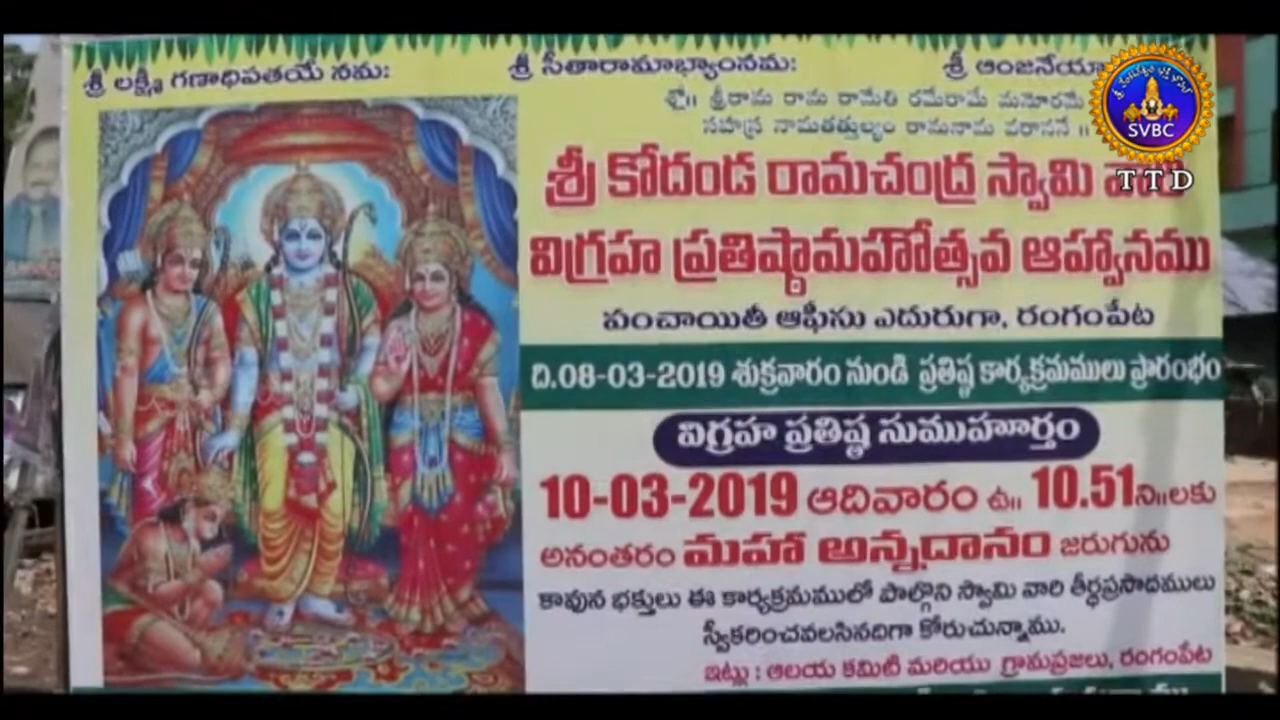 శ్రీ లక్ష్మీ గణాధిపతయే నమః శ్రీ సీతారామాభ్యాంనమః శ్రీ ఆంజనేయా
శ్లో॥ శ్రీరామ రామ రామేతి రమేరామే మనోరమే
సహస్ర నామతత్తుల్యం రామనామ వరాననే ॥
శ్రీ కోదండ రామచంద్ర స్వామి వారి
విగ్రహ ప్రతిష్ఠామహోత్సవ ఆహ్వానము
పంచాయితీ ఆఫీసు ఎదురుగా, రంగంపేట
ది.08-03-2019 శుక్రవారం నుండి ప్రతిష్ఠ కార్యక్రమములు ప్రారంభం
విగ్రహ ప్రతిష్ఠ సుముహూర్తం
10-03-2019 ఆదివారం ఉ॥ 10.51ని॥లకు
అనంతరం మహా అన్నదానం జరుగును
కావున భక్తులు ఈ కార్యక్రమములో పాల్గొని స్వామి వారి తీర్థప్రసాదములు
స్వీకరించవలసినదిగా కోరుచున్నాము.
ఇట్లు : ఆలయ కమిటీ మరియు గ్రామప్రజలు, రంగంపేట
SVBC
TTD